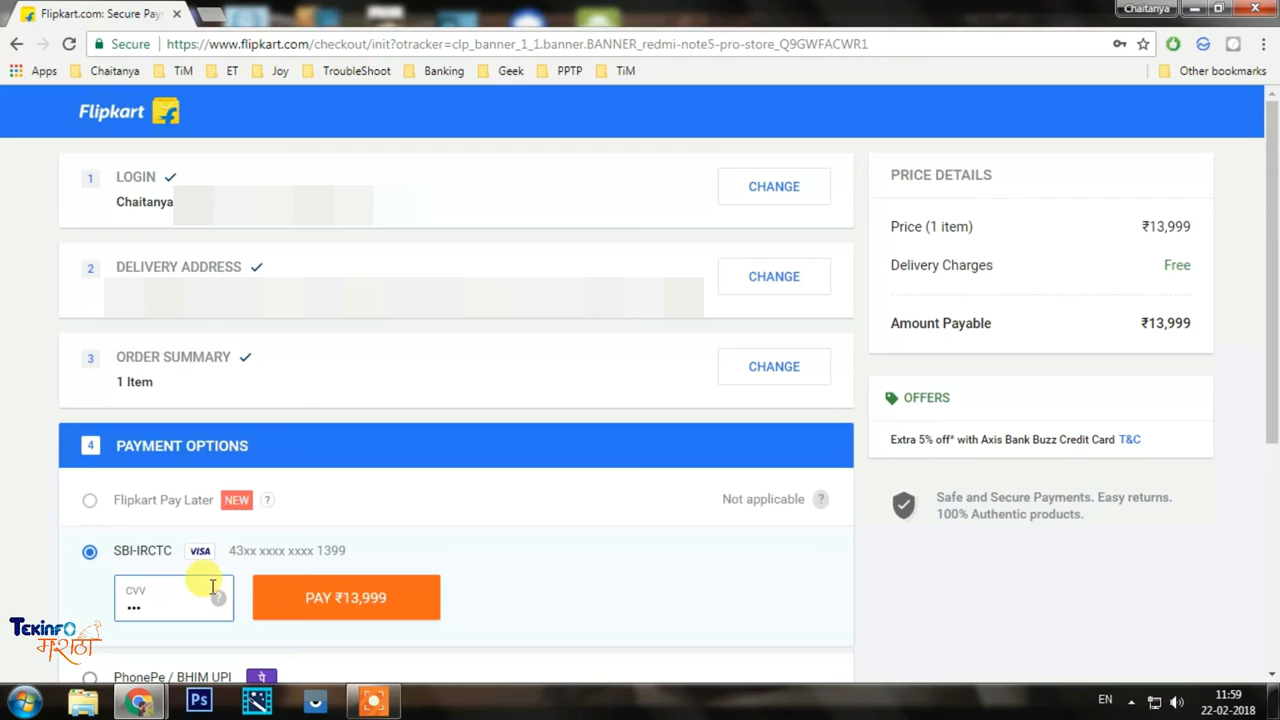 Flipkart.com: Secure Pay
Chaitanya
Secure https://www.flipkart.com/checkout/init?otracker=clp_banner_1_1.banner.BANNER_redmi-note5-pro-store_Q9GWFACWR1
Apps Chaitanya TiM ET Joy TroubleShoot Banking Geek PPTP TiM Other bookmarks
Flipkart
1 LOGIN
Chaitanya
CHANGE
2 DELIVERY ADDRESS
CHANGE
3 ORDER SUMMARY
1 Item
CHANGE
4 PAYMENT OPTIONS
Flipkart Pay Later NEW ? Not applicable ?
SBI-IRCTC VISA 43xx xxxx xxxx 1399
CVV
•••
?
PAY ₹13,999
PhonePe / BHIM UPI पे
PRICE DETAILS
Price (1 item) ₹13,999
Delivery Charges Free
Amount Payable ₹13,999
OFFERS
Extra 5% off* with Axis Bank Buzz Credit Card T&C
Safe and Secure Payments. Easy returns.
100% Authentic products.
TEKINFO
मराठी
Ps
EN
11:59
22-02-2018